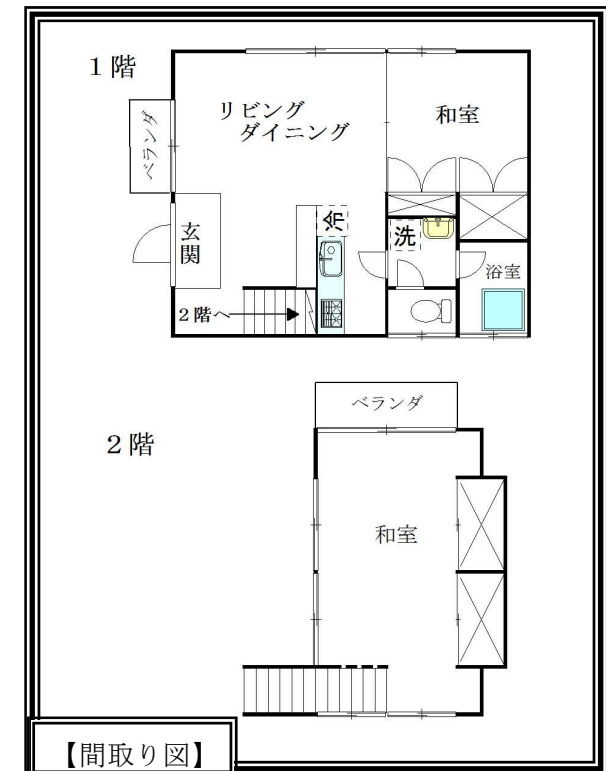 1階
リビング
ダイニング
和室
ベランダ
玄関
冷
洗
浴室
2階へ
ベランダ
2階
和室
【間取り図】